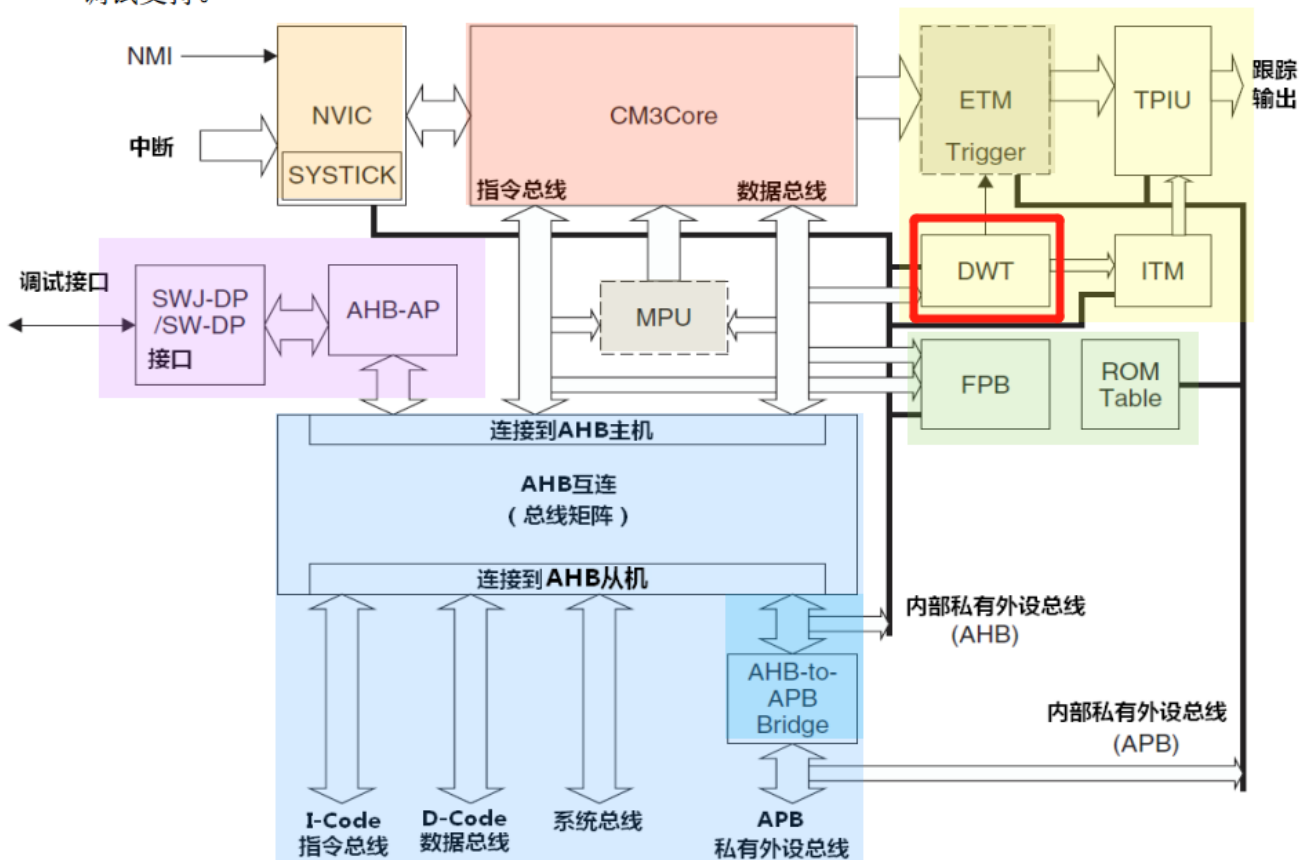 调试支持。
NMI
中断
NVIC
SYSTICK
CM3Core
指令总线
数据总线
ETM
Trigger
TPIU
跟踪
输出
调试接口
SWJ-DP
/SW-DP
接口
AHB-AP
MPU
DWT
ITM
FPB
ROM
Table
连接到AHB主机
AHB互连
(总线矩阵)
连接到AHB从机
内部私有外设总线
(AHB)
AHB-to-
APB
Bridge
内部私有外设总线
(APB)
I-Code
指令总线
D-Code
数据总线
系统总线
APB
私有外设总线